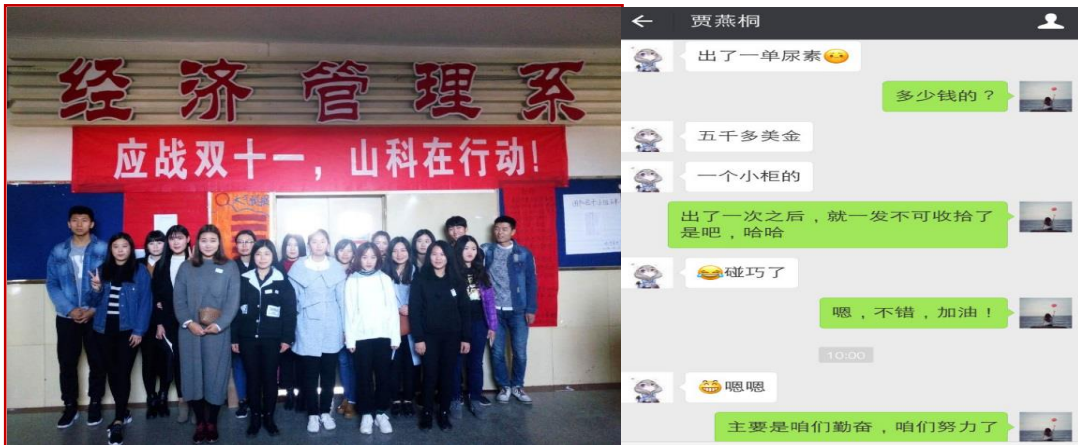 经济管理系
应战双十一，山科在行动！
贾燕桐
出了一单尿素
多少钱的？
五千多美金
一个小柜的
出了一次之后，就一发不可收拾了
是吧，哈哈
碰巧了
嗯，不错，加油！
10:00
嗯嗯
主要是咱们勤奋，咱们努力了